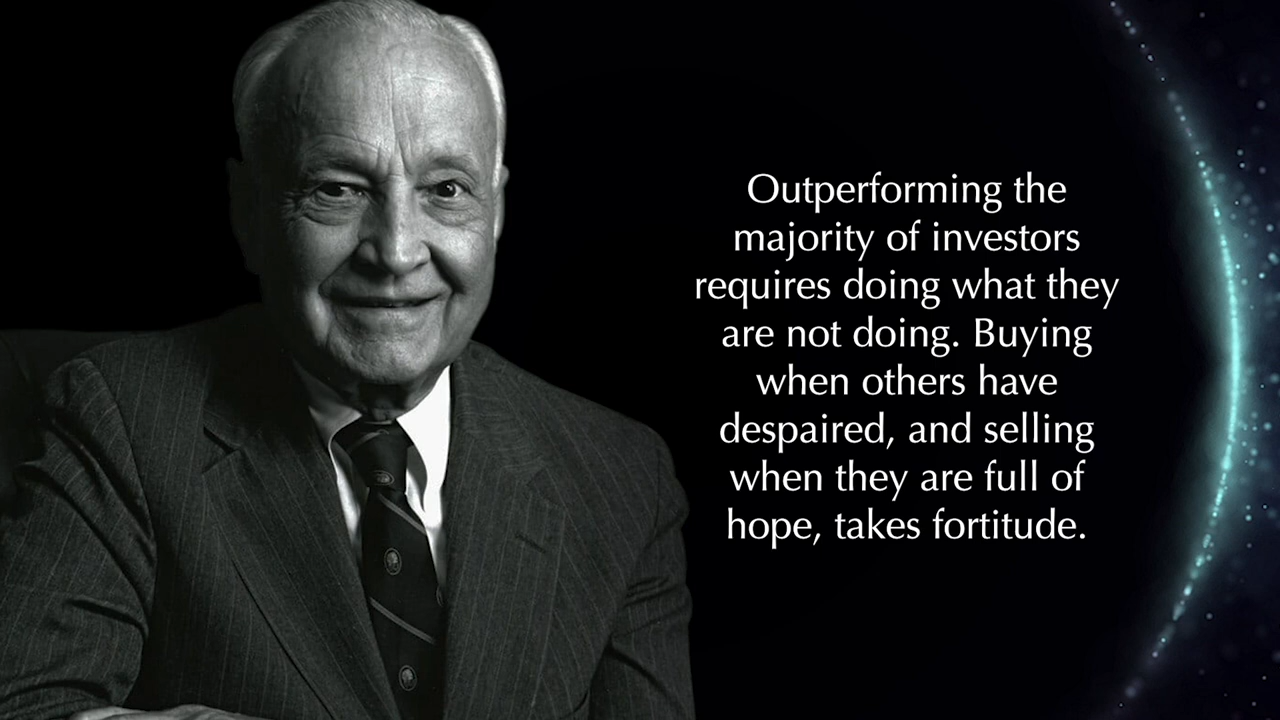 Outperforming the
majority of investors
requires doing what they
are not doing. Buying
when others have
despaired, and selling
when they are full of
hope, takes fortitude.